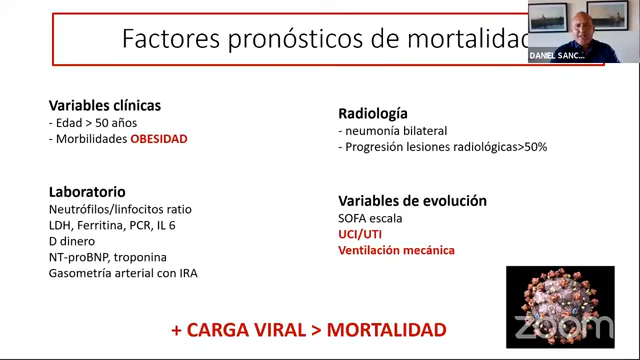 Factores pronósticos de mortalidad
DANIEL SANC...
Variables clínicas
- Edad > 50 años
- Morbilidades OBESIDAD
Laboratorio
Neutrófilos/linfocitos ratio
LDH, Ferritina, PCR, IL 6
D dinero
NT-proBNP, troponina
Gasometría arterial con IRA
Radiología
- neumonía bilateral
- Progresión lesiones radiológicas>50%
Variables de evolución
SOFA escala
UCI/UTI
Ventilación mecánica
+ CARGA VIRAL > MORTALIDAD
zoom